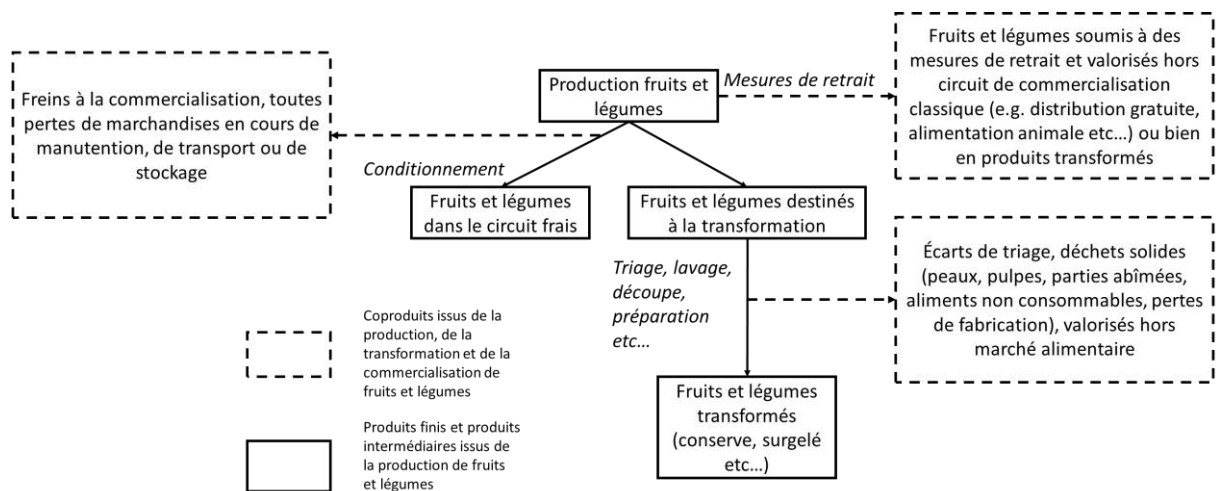 Freins à la commercialisation, toutes
pertes de marchandises en cours de
manutention, de transport ou de
stockage
Production fruits et
légumes
Mesures de retrait
Fruits et légumes soumis à des
mesures de retrait et valorisés hors
circuit de commercialisation
classique (e.g. distribution gratuite,
alimentation animale etc…) ou bien
en produits transformés
Conditionnement
Fruits et légumes
dans le circuit frais
Fruits et légumes destinés
à la transformation
Triage, lavage,
découpe,
préparation
etc…
Écarts de triage, déchets solides
(peaux, pulpes, parties abîmées,
aliments non consommables, pertes
de fabrication), valorisés hors
marché alimentaire
Fruits et légumes
transformés
(conserve, surgelé
etc…)
Coproduits issus de la
production, de la
transformation et de la
commercialisation de
fruits et légumes
Produits finis et produits
intermédiaires issus de
la production de fruits
et légumes